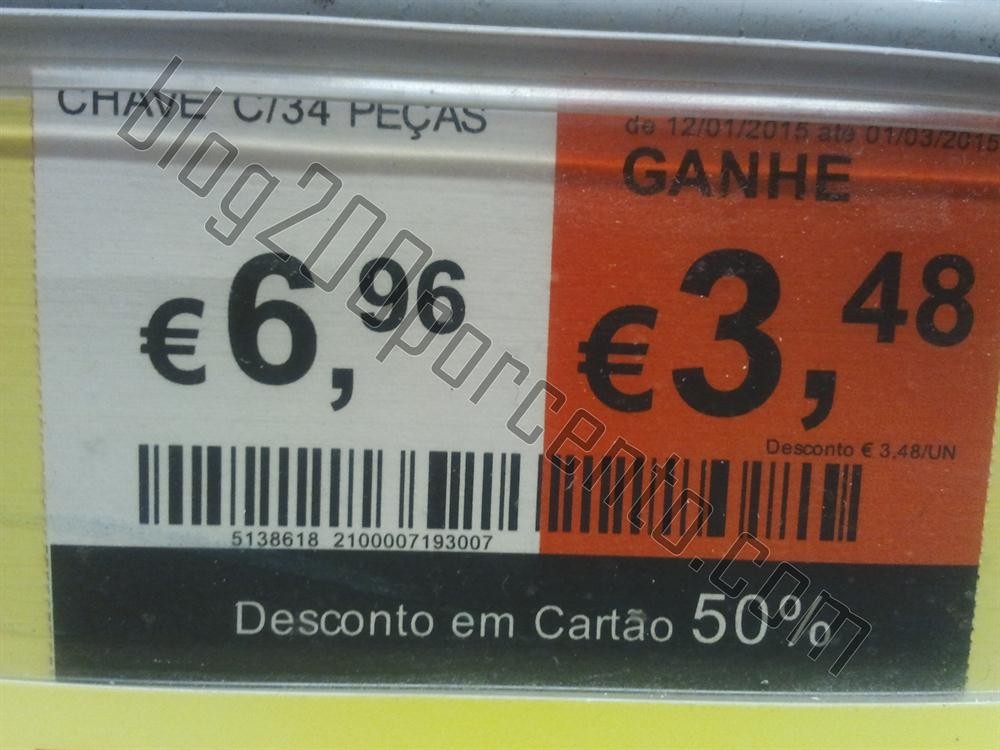 CHAVE C/34 PEÇAS
€6,96
5138618 2100007193007
de 12/01/2015 até 01/03/2015
GANHE
€3,48
Desconto € 3,48/UN
Desconto em Cartão 50%
blog200porcento.com